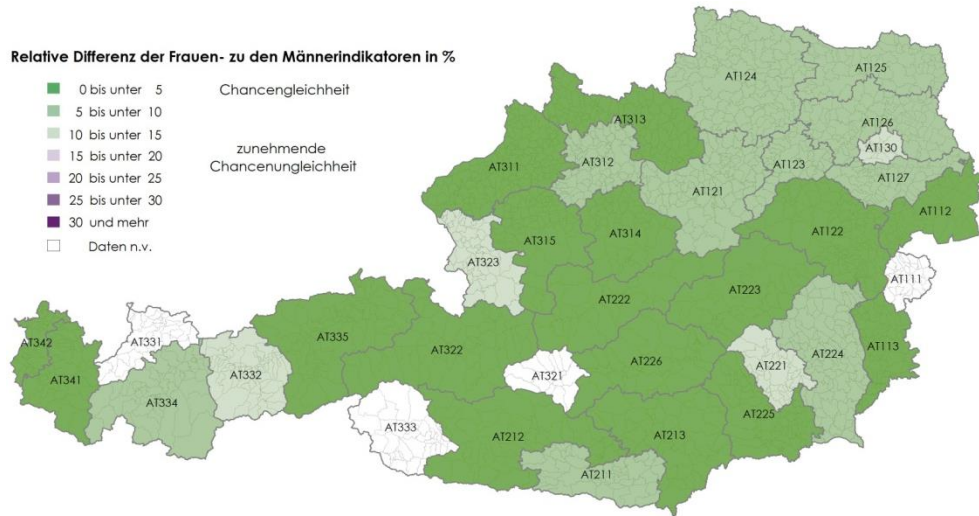 Relative Differenz der Frauen- zu den Männerindikatoren in %
0 bis unter 5 Chancengleichheit
5 bis unter 10
10 bis unter 15
15 bis unter 20 zunehmende
20 bis unter 25 Chancenungleichheit
25 bis unter 30
30 und mehr
Daten n.v.
AT124
AT125
AT126
AT130
AT313
AT312
AT311
AT123
AT127
AT121
AT112
AT122
AT315
AT314
AT323
AT111
AT222
AT223
AT342
AT331
AT335
AT322
AT113
AT341
AT332
AT321
AT226
AT221
AT224
AT334
AT333
AT212
AT213
AT225
AT211